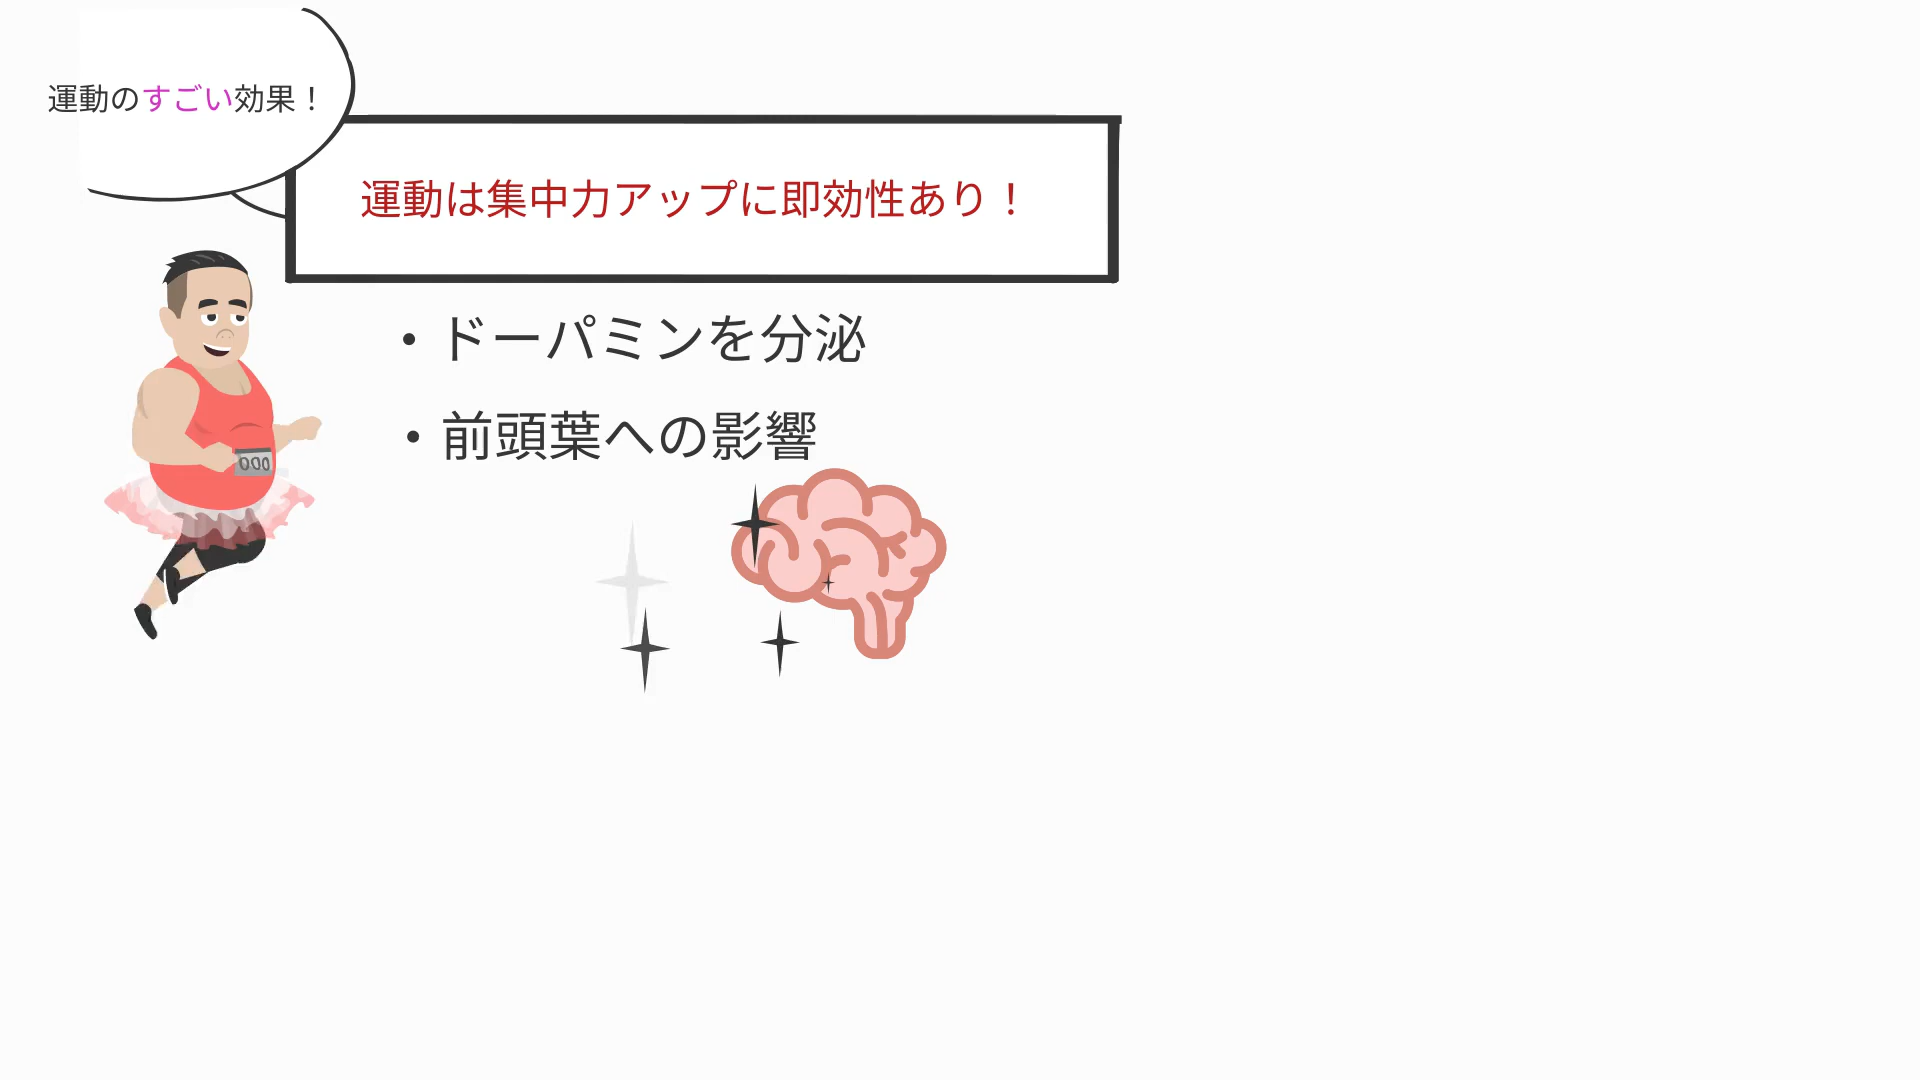 運動のすごい効果！
運動は集中力アップに即効性あり！
・ドーパミンを分泌
・前頭葉への影響
000